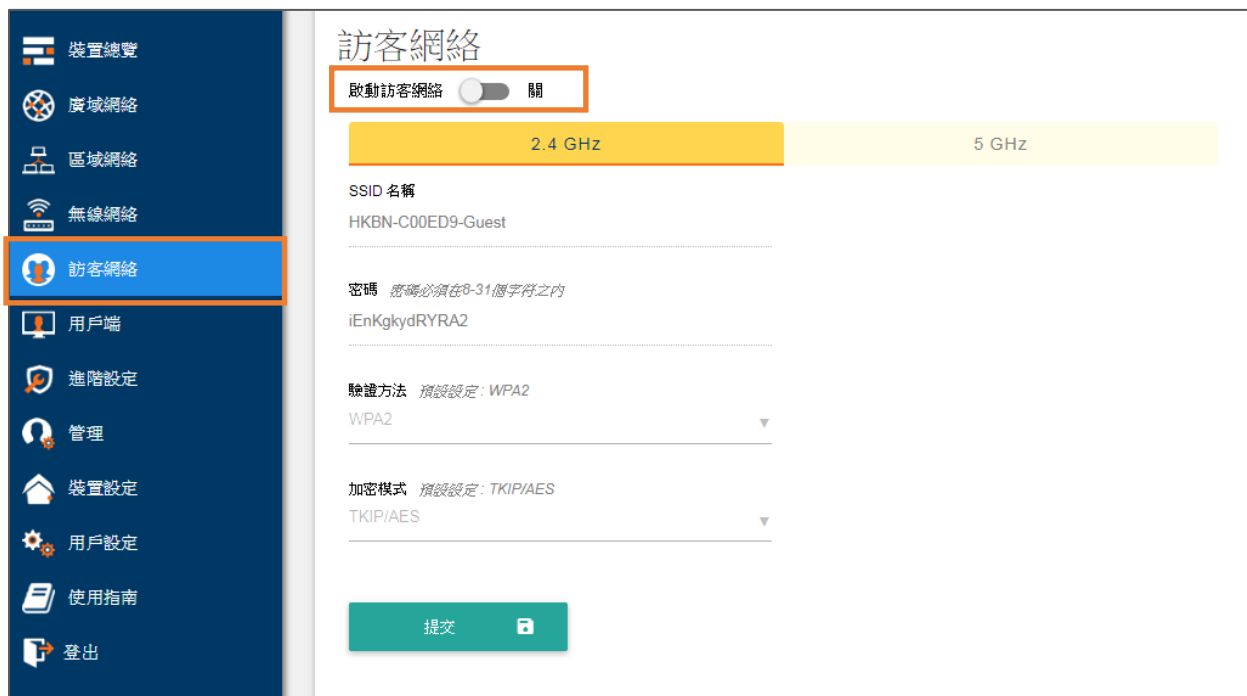 裝置總覽
廣域網絡
區域網絡
無線網絡
訪客網絡
用戶端
進階設定
管理
裝置設定
用戶設定
使用指南
登出
訪客網絡
啟動訪客網絡 關
2.4 GHz 5 GHz
SSID 名稱
HKBN-C00ED9-Guest
密碼 密碼必須在8-31個字符之內
iEnKgkydRYRA2
驗證方法 預設設定 : WPA2
WPA2
加密模式 預設設定 : TKIP/AES
TKIP/AES
提交